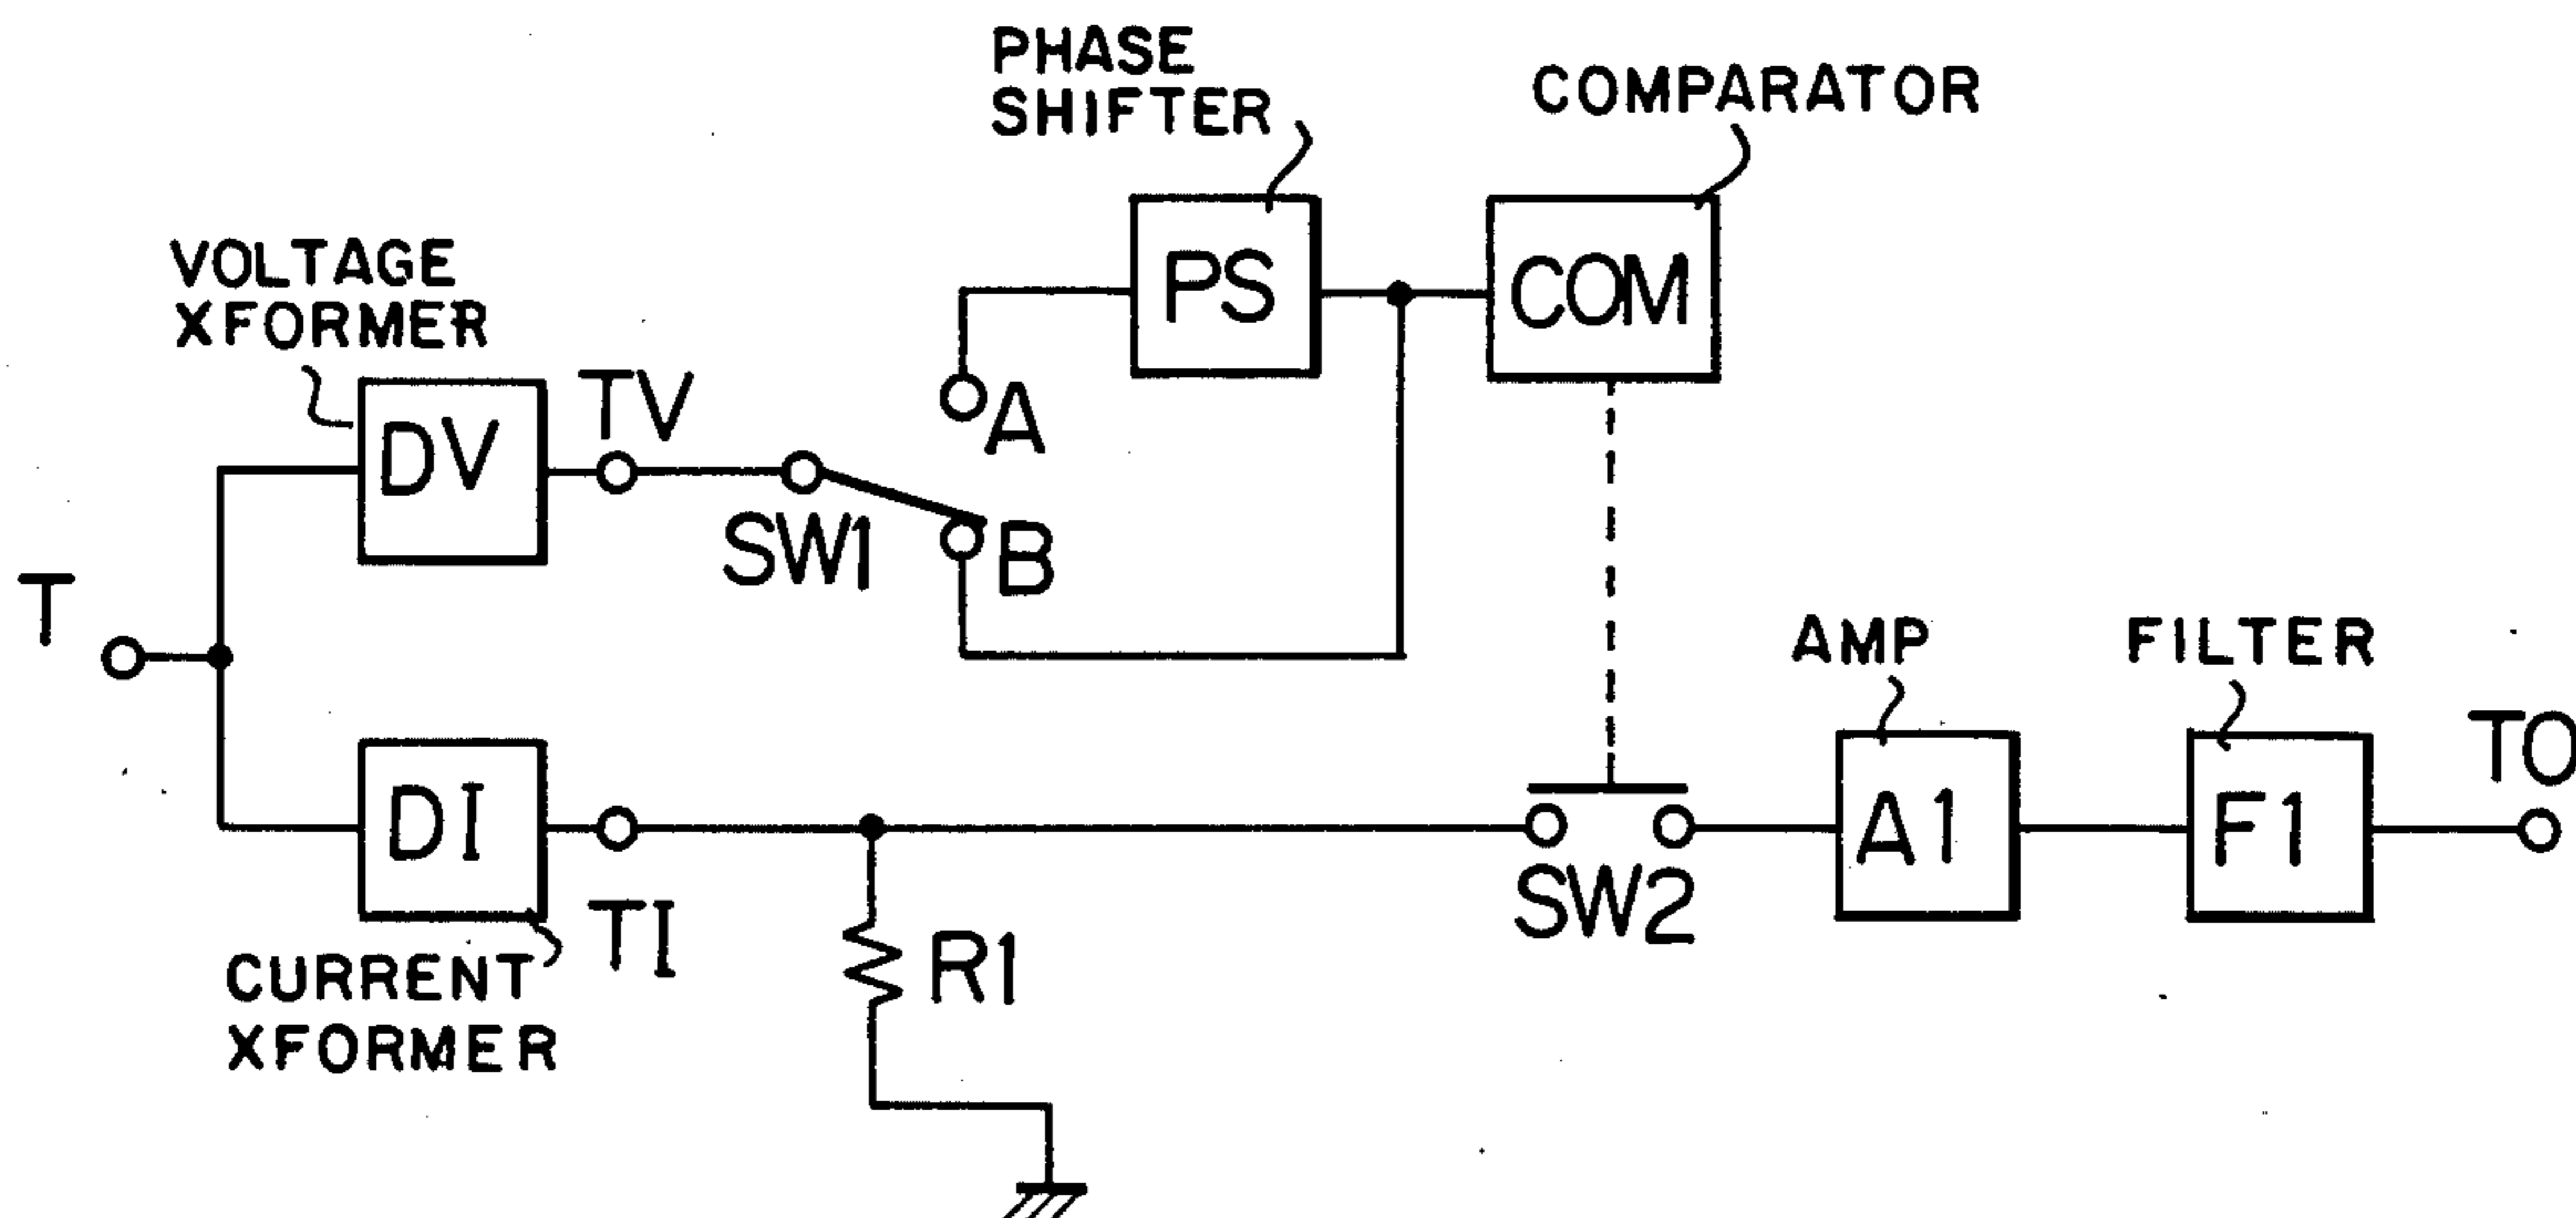 PHASE
SHIFTER
COMPARATOR
VOLTAGE
XFORMER
PS
COM
DV
TV
A
SW1
B
T
AMP
FILTER
TO
DI
TI
SW2
A1
F1
CURRENT
XFORMER
R1